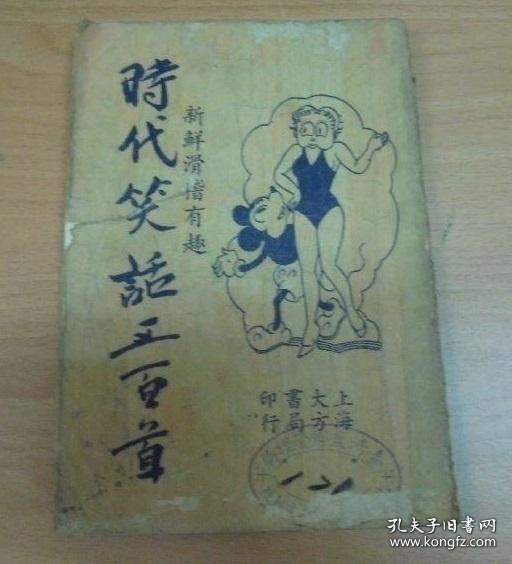 時代笑話五百首
新鮮滑稽有趣
上海
大方
書局
印行
孔夫子旧书网
www.kongfz.com